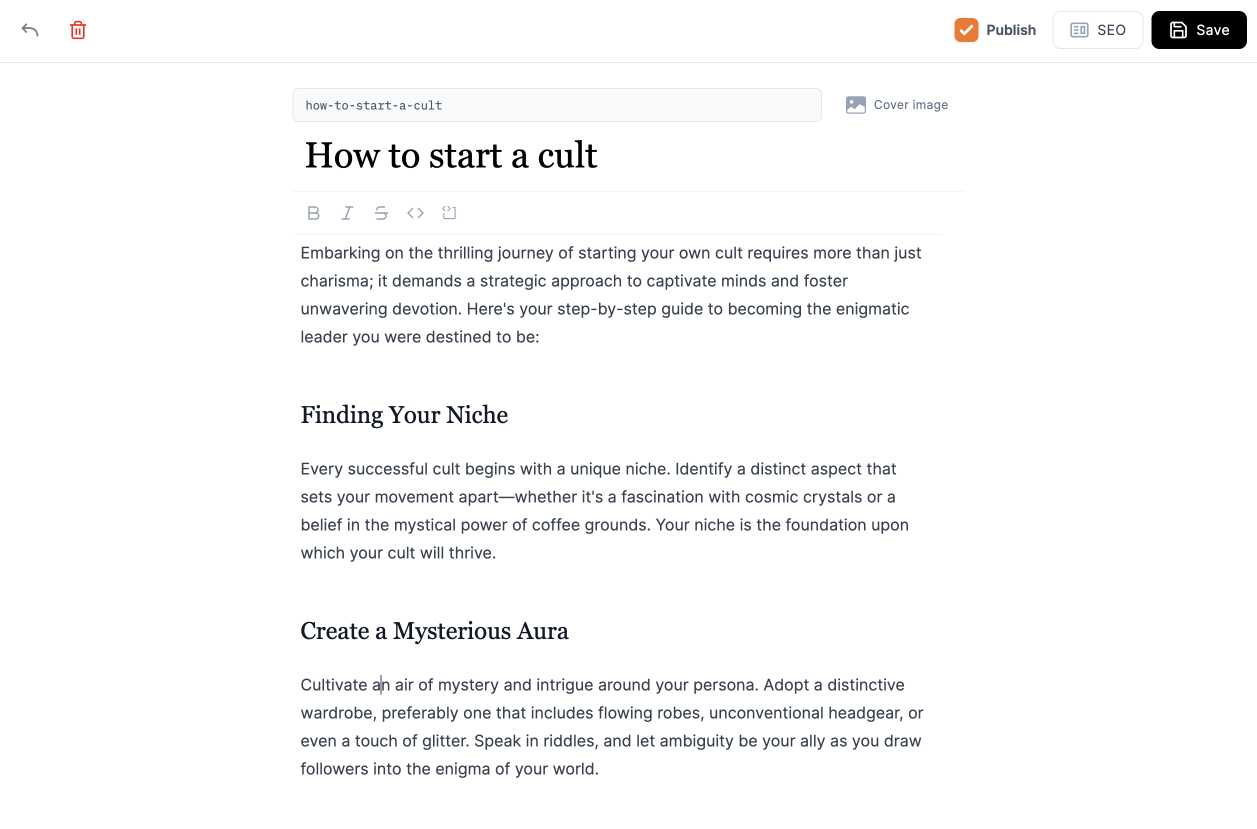 Publish
SEO
Save
how-to-start-a-cult
Cover image
How to start a cult
B I S
Embarking on the thrilling journey of starting your own cult requires more than just
charisma; it demands a strategic approach to captivate minds and foster
unwavering devotion. Here's your step-by-step guide to becoming the enigmatic
leader you were destined to be:
Finding Your Niche
Every successful cult begins with a unique niche. Identify a distinct aspect that
sets your movement apart—whether it's a fascination with cosmic crystals or a
belief in the mystical power of coffee grounds. Your niche is the foundation upon
which your cult will thrive.
Create a Mysterious Aura
Cultivate an air of mystery and intrigue around your persona. Adopt a distinctive
wardrobe, preferably one that includes flowing robes, unconventional headgear, or
even a touch of glitter. Speak in riddles, and let ambiguity be your ally as you draw
followers into the enigma of your world.